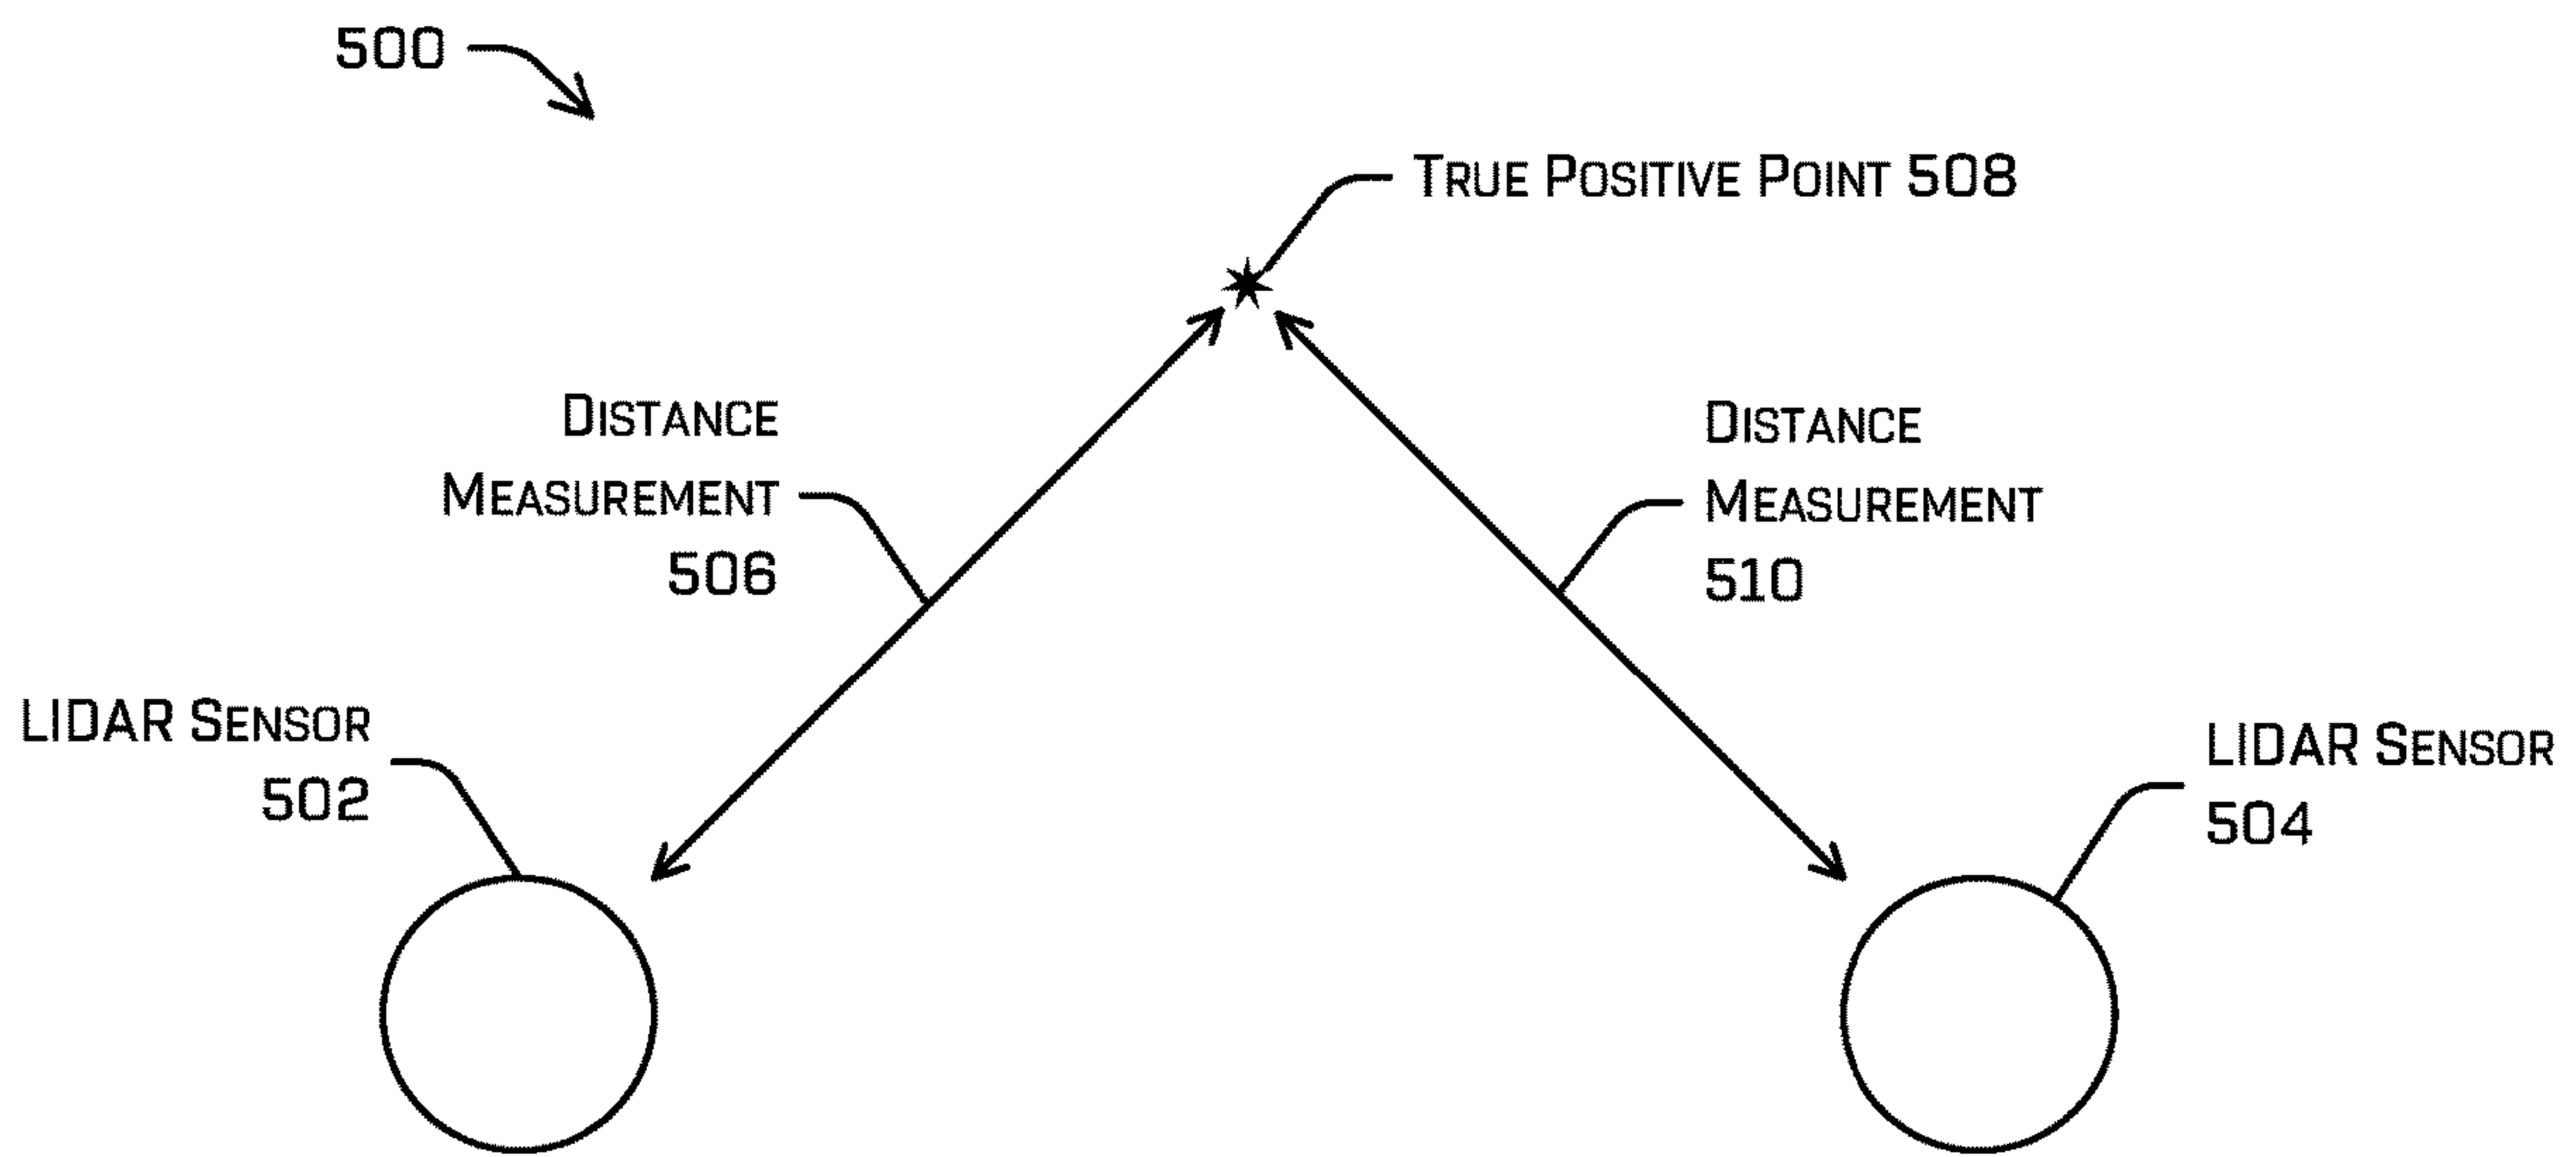 500
True Positive Point 508
Distance
Measurement
506
Distance
Measurement
510
LIDAR Sensor
502
LIDAR Sensor
504